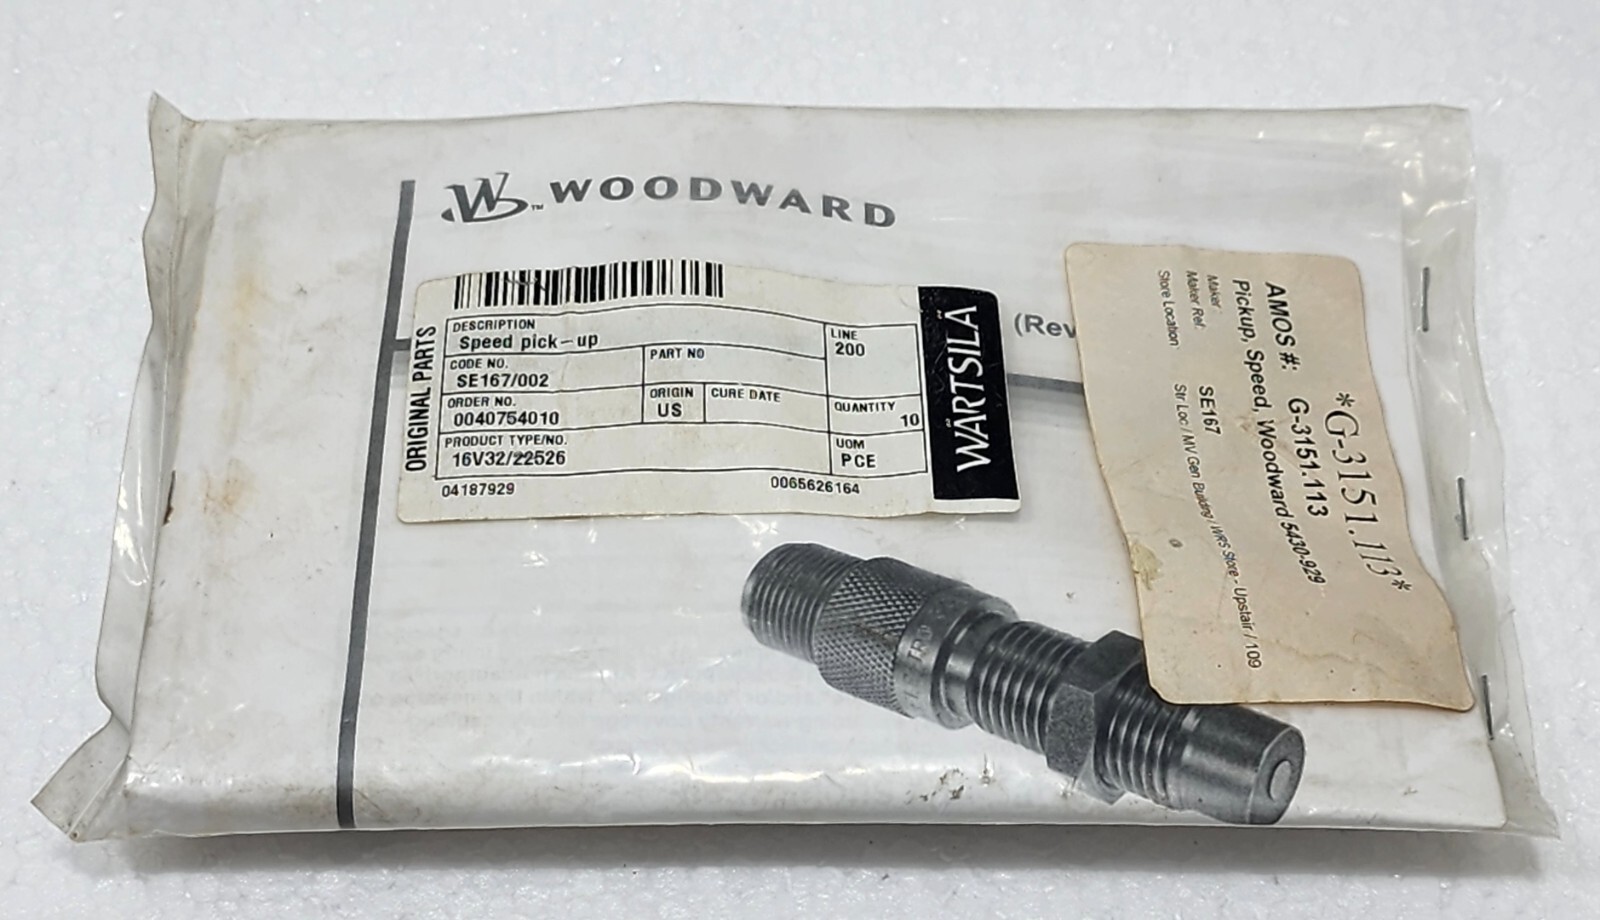 W™ WOODWARD
(Rev
ORIGINAL PARTS
DESCRIPTION
Speed pick-up
LINE
200
CODE NO.
SE167/002
PART NO
ORDER NO.
0040754010
ORIGIN
US
CURE DATE
QUANTITY
10
PRODUCT TYPE/NO.
16V32/22526
UOM
PCE
04187929
0065626164
WÄRTSILÄ
*G-3151.113*
AMOS #: G-3151.113
Pickup, Speed, Woodward 5430-929
Maker
Maker Ref: SE167
Store Location Str Loc / MV Gen Building / WRS Store - Upstair / 109